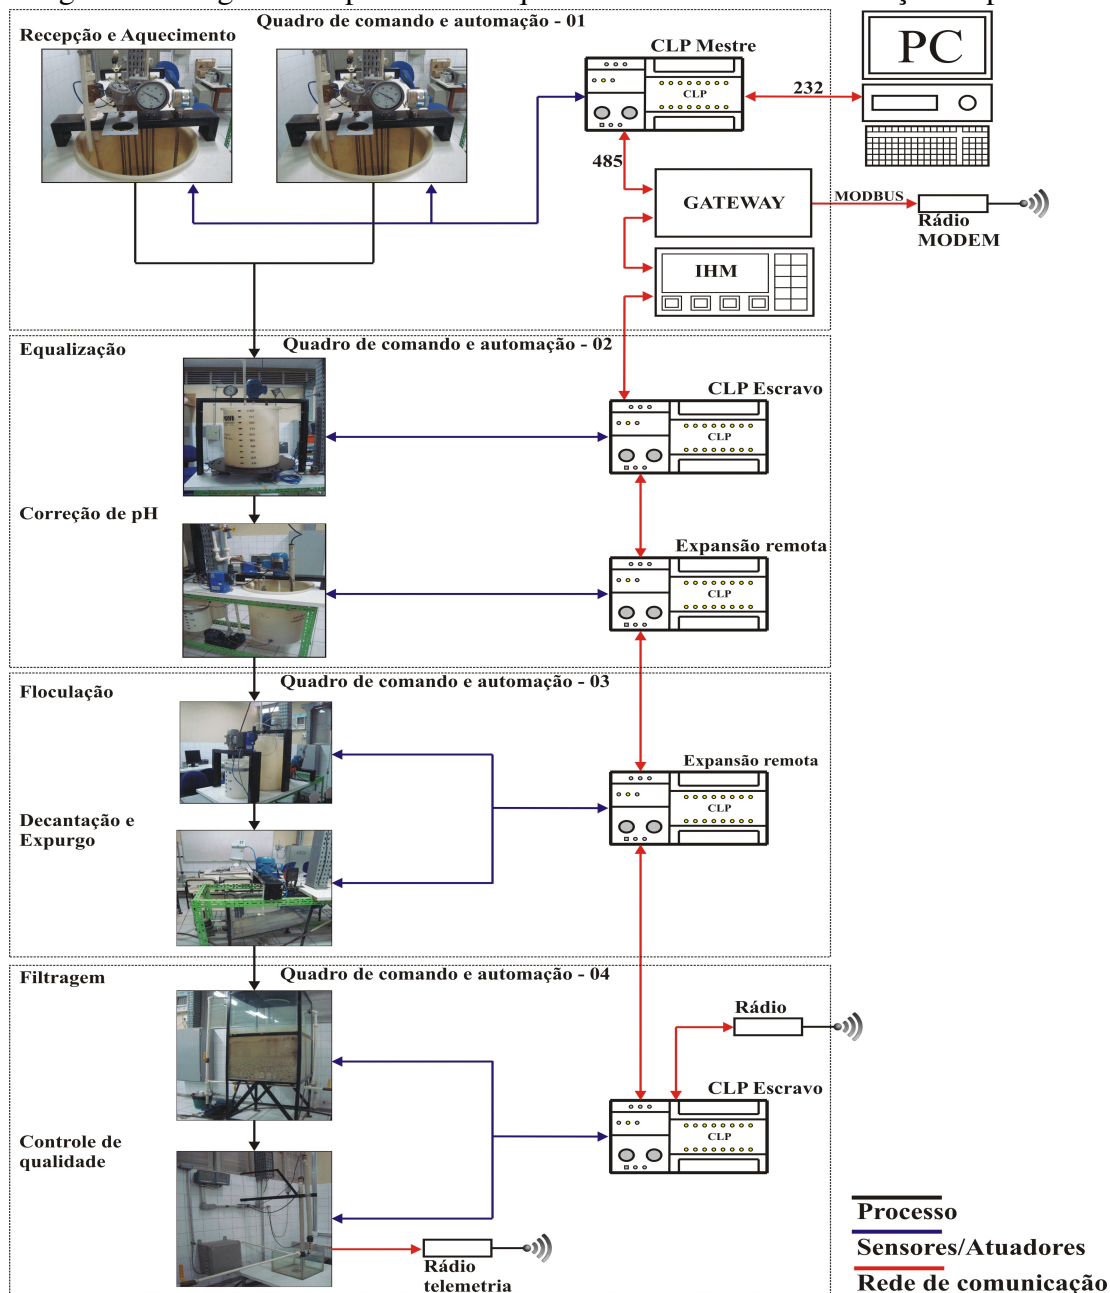 Quadro de comando e automação - 01
Recepção e Aquecimento
CLP Mestre
CLP
232
PC
485
GATEWAY
MODBUS
Rádio
MODEM
IHM
Equalização
Quadro de comando e automação - 02
CLP Escravo
CLP
Correção de pH
Expansão remota
CLP
Floculação
Quadro de comando e automação - 03
Expansão remota
CLP
Decantação e
Expurgo
Filtragem
Quadro de comando e automação - 04
Rádio
CLP Escravo
CLP
Controle de
qualidade
Rádio
telemetria
Processo
Sensores/Atuadores
Rede de comunicação